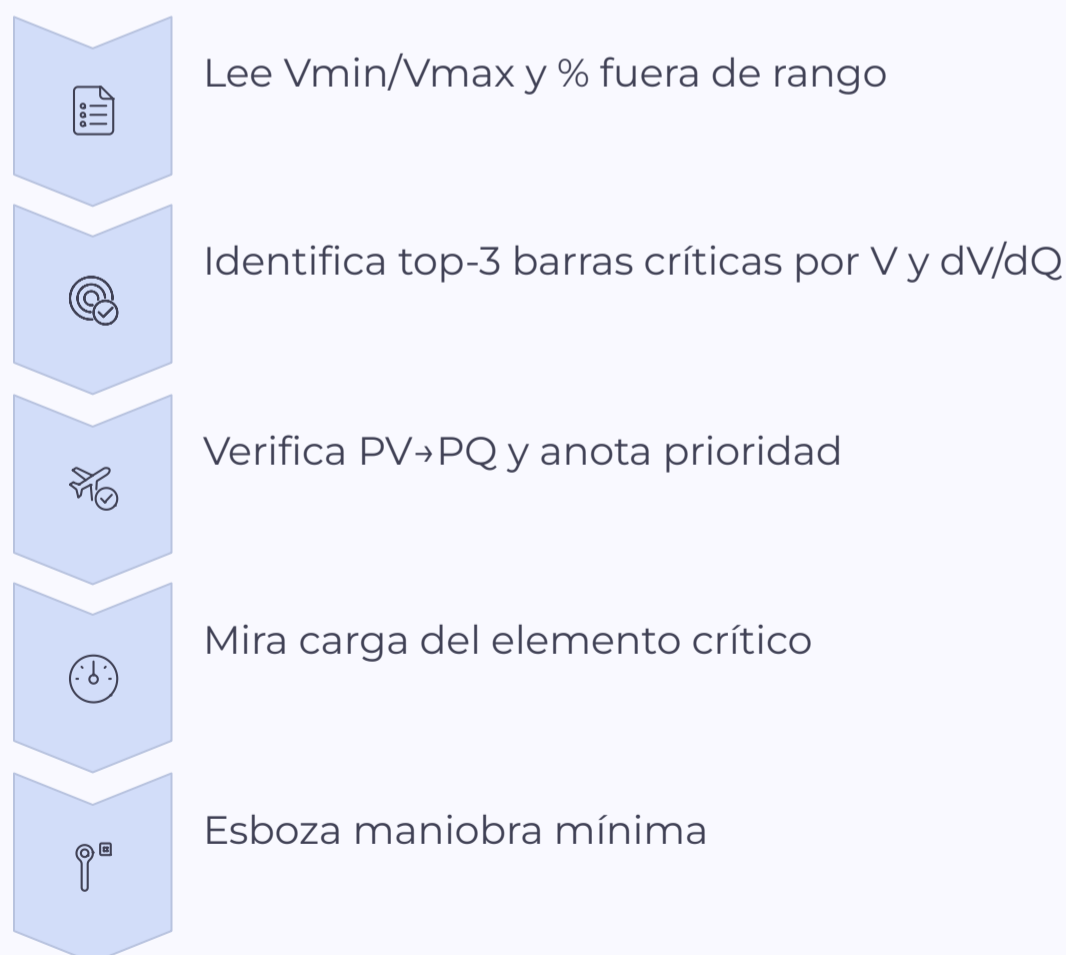 Lee Vmin/Vmax y % fuera de rango
Identifica top-3 barras críticas por V y dV/dQ
Verifica PV→PQ y anota prioridad
Mira carga del elemento crítico
Esboza maniobra mínima